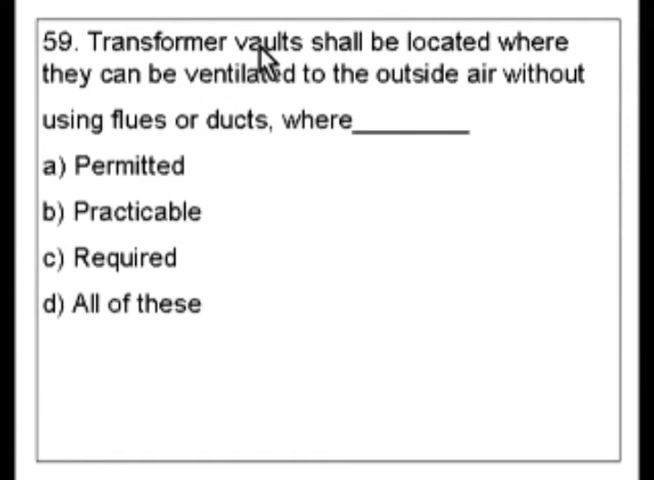 59. Transformer vaults shall be located where
they can be ventilated to the outside air without
using flues or ducts, where_________
a) Permitted
b) Practicable
c) Required
d) All of these